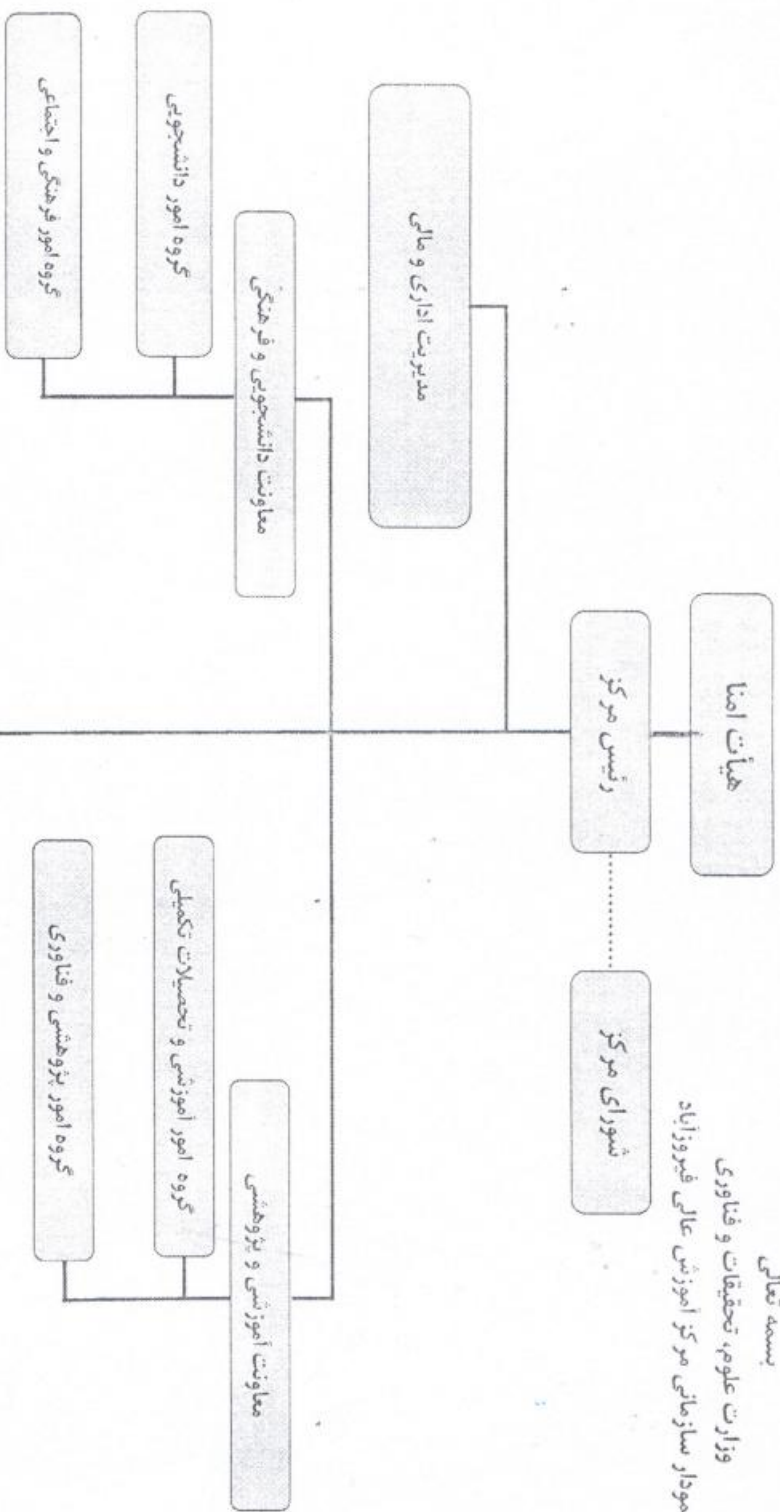 بسمه تعالی
وزارت علوم، تحقیقات و فناوری
نمودار سازمانی مرکز آموزش عالی فیروزآباد
هیأت امنا
رئیس مرکز
شورای مرکز
مدیریت اداری و مالی
معاونت آموزشی و پژوهشی
گروه امور آموزشی و تحصیلات تکمیلی
گروه امور پژوهشی و فناوری
معاونت دانشجویی و فرهنگی
گروه امور دانشجویی
گروه امور فرهنگی و اجتماعی